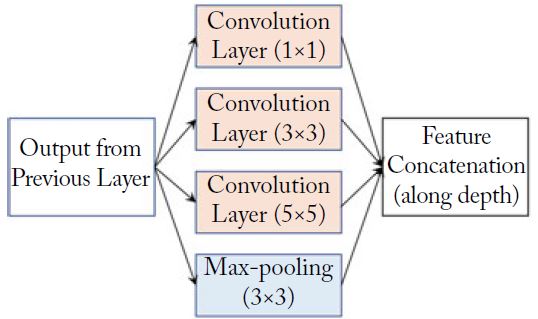 Output from
Previous Layer
Convolution
Layer (1×1)
Convolution
Layer (3×3)
Convolution
Layer (5×5)
Max-pooling
(3×3)
Feature
Concatenation
(along depth)